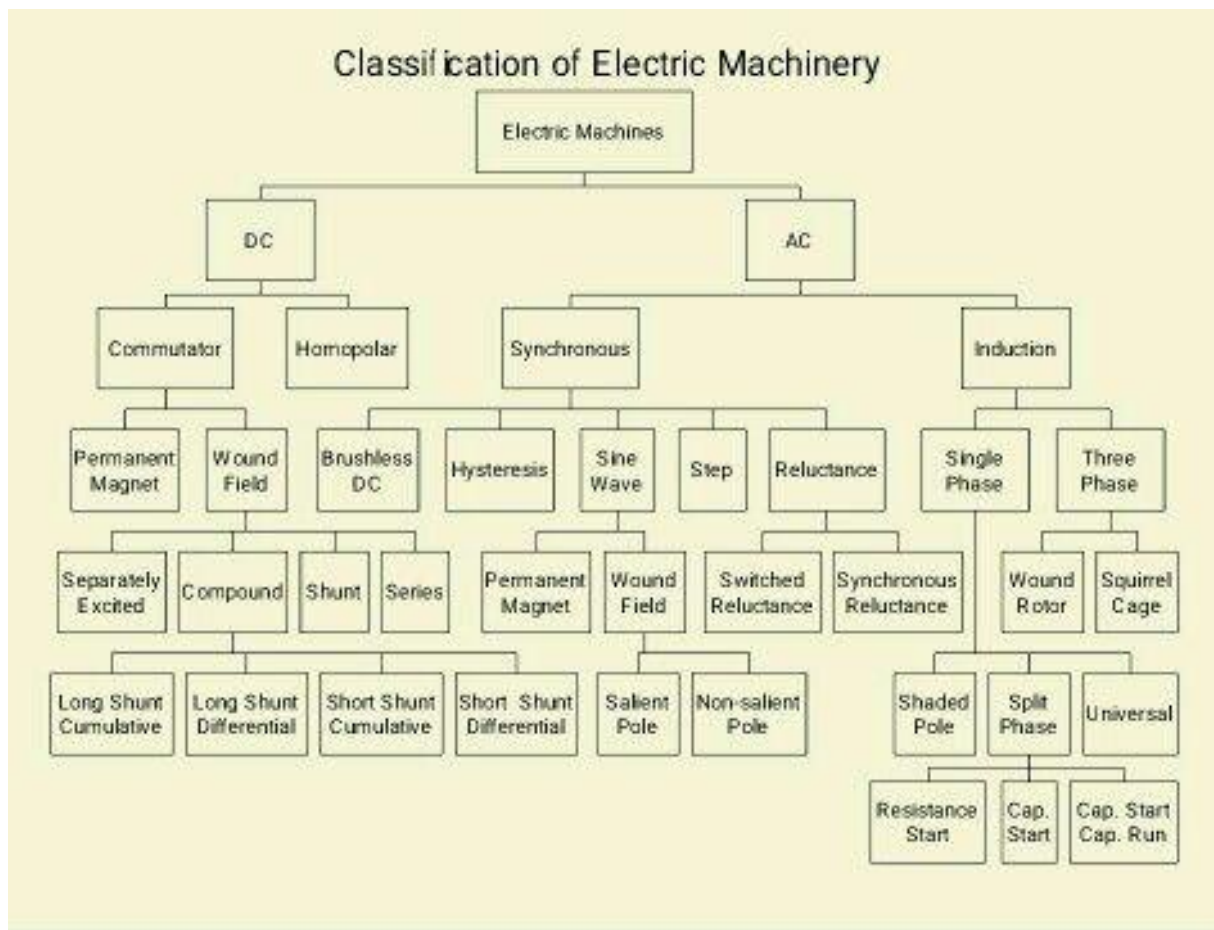 Classification of Electric Machinery
Electric Machines
DC
AC
Commutator
Homopolar
Synchronous
Induction
Permanent
Magnet
Wound
Field
Brushless
DC
Hysteresis
Sine
Wave
Step
Reluctance
Single
Phase
Three
Phase
Separately
Excited
Compound
Shunt
Series
Permanent
Magnet
Wound
Field
Switched
Reluctance
Synchronous
Reluctance
Wound
Rotor
Squirrel
Cage
Long Shunt
Cumulative
Long Shunt
Differential
Short Shunt
Cumulative
Short Shunt
Differential
Salient
Pole
Non-salient
Pole
Shaded
Pole
Split
Phase
Universal
Resistance
Start
Cap.
Start
Cap. Start
Cap. Run